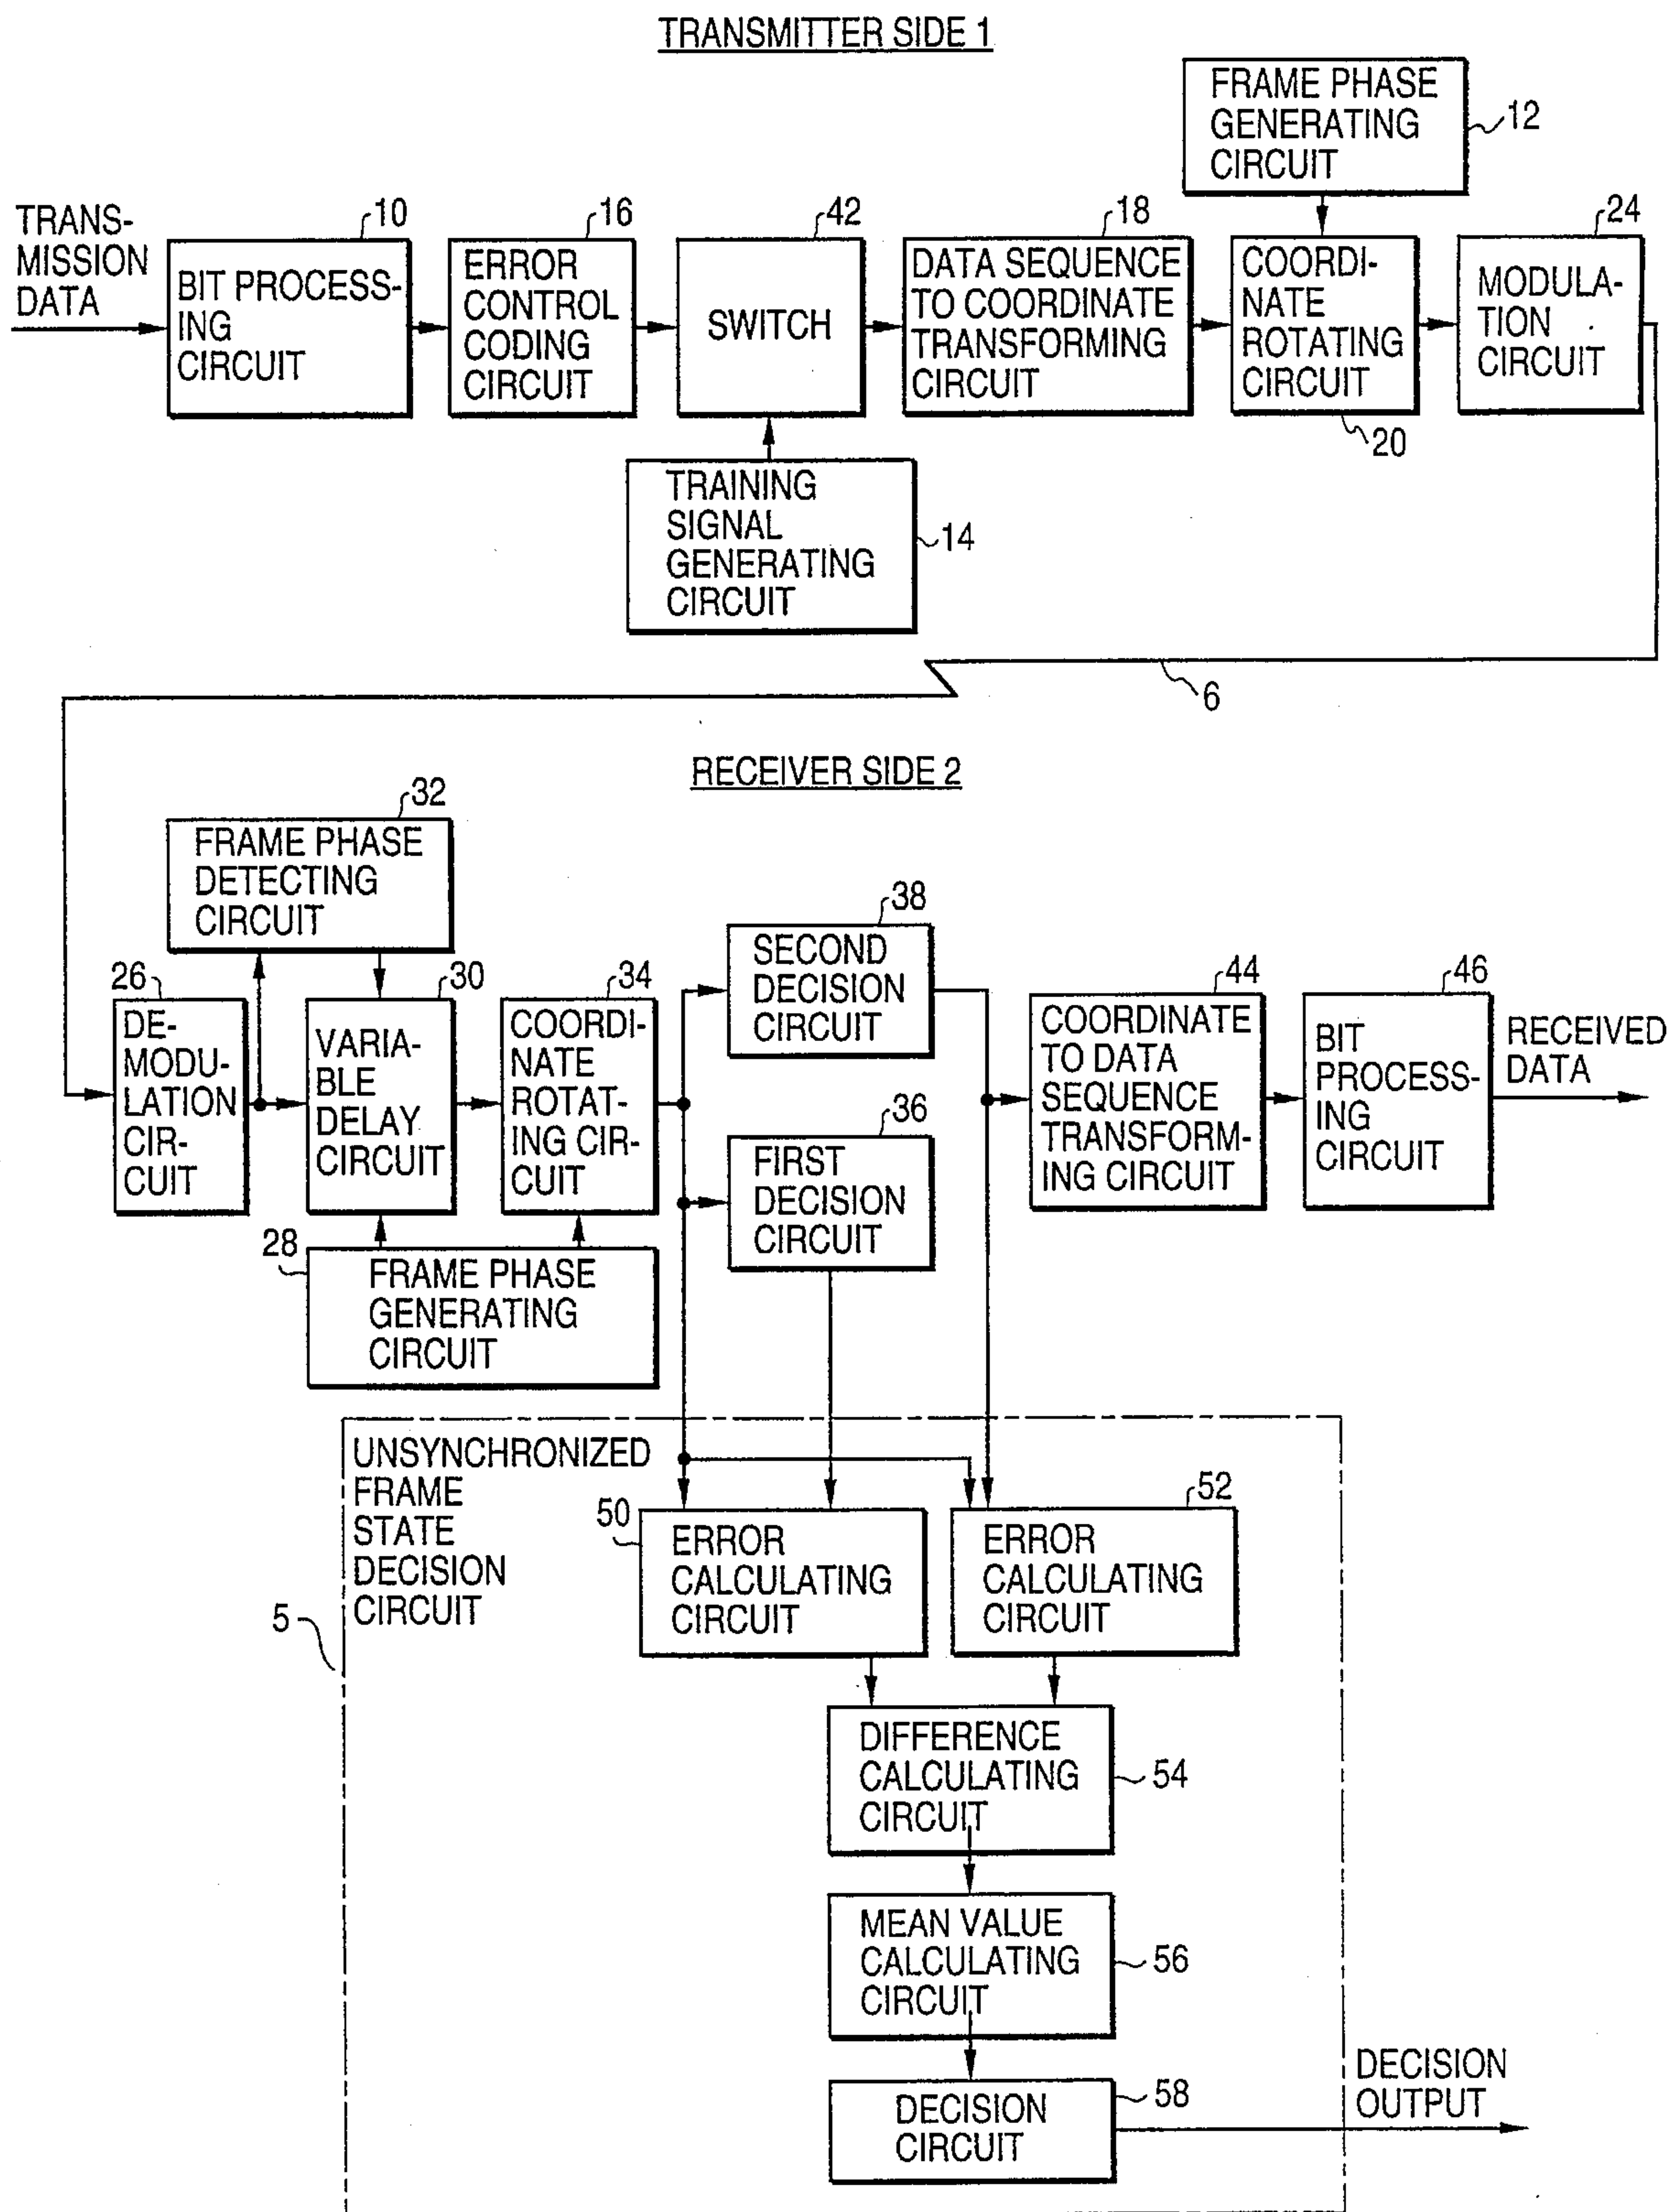 TRANSMITTER SIDE 1
FRAME PHASE
GENERATING
CIRCUIT
12
TRANS-
MISSION
DATA
10
BIT PROCESS-
ING
CIRCUIT
16
ERROR
CONTROL
CODING
CIRCUIT
42
SWITCH
18
DATA SEQUENCE
TO COORDINATE
TRANSFORMING
CIRCUIT
COORDI-
NATE
ROTATING
CIRCUIT
20
24
MODULA-
TION
CIRCUIT
TRAINING
SIGNAL
GENERATING
CIRCUIT
14
6
RECEIVER SIDE 2
32
FRAME PHASE
DETECTING
CIRCUIT
26
DE-
MODU-
LATION
CIR-
CUIT
30
VARIA-
BLE
DELAY
CIRCUIT
34
COORDI-
NATE
ROTAT-
ING CIR-
CUIT
28
FRAME PHASE
GENERATING
CIRCUIT
38
SECOND
DECISION
CIRCUIT
36
FIRST
DECISION
CIRCUIT
44
COORDINATE
TO DATA
SEQUENCE
TRANSFORM-
ING CIRCUIT
46
BIT
PROCESS-
ING
CIRCUIT
RECEIVED
DATA
UNSYNCHRONIZED
FRAME
STATE
DECISION
CIRCUIT
5
50
ERROR
CALCULATING
CIRCUIT
52
ERROR
CALCULATING
CIRCUIT
DIFFERENCE
CALCULATING
CIRCUIT
54
MEAN VALUE
CALCULATING
CIRCUIT
56
DECISION
CIRCUIT
58
DECISION
OUTPUT